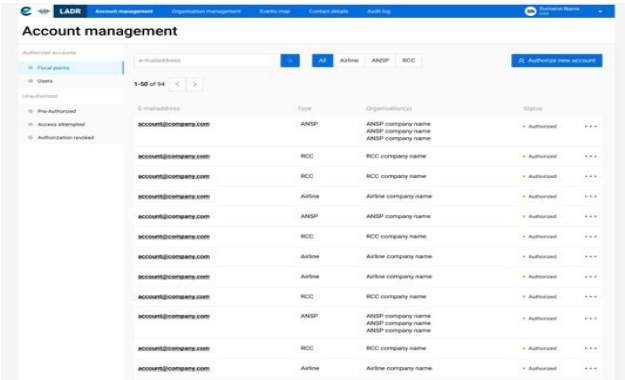 LADR Account management Organisation management Events map Contact details Audit log SN Surname Name
Account management
Authorized accounts
Focal points
Users
Unauthorized
Pre-Authorized
Access attempted
Authorization revoked
e-mailaddress All Airline ANSP RCC Authorize new account
1-50 of 94 < >
E-mailaddress Type Organisation(s) Status
account@company.com ANSP ANSP company name Authorized
ANSP company name
ANSP company name
account@company.com RCC RCC company name Authorized
account@company.com RCC RCC company name Authorized
account@company.com Airline Airline company name Authorized
account@company.com ANSP ANSP company name Authorized
account@company.com RCC RCC company name Authorized
account@company.com Airline Airline company name Authorized
account@company.com Airline Airline company name Authorized
account@company.com RCC RCC company name Authorized
account@company.com ANSP ANSP company name Authorized
ANSP company name
ANSP company name
account@company.com RCC RCC company name Authorized
account@company.com Airline Airline company name Authorized